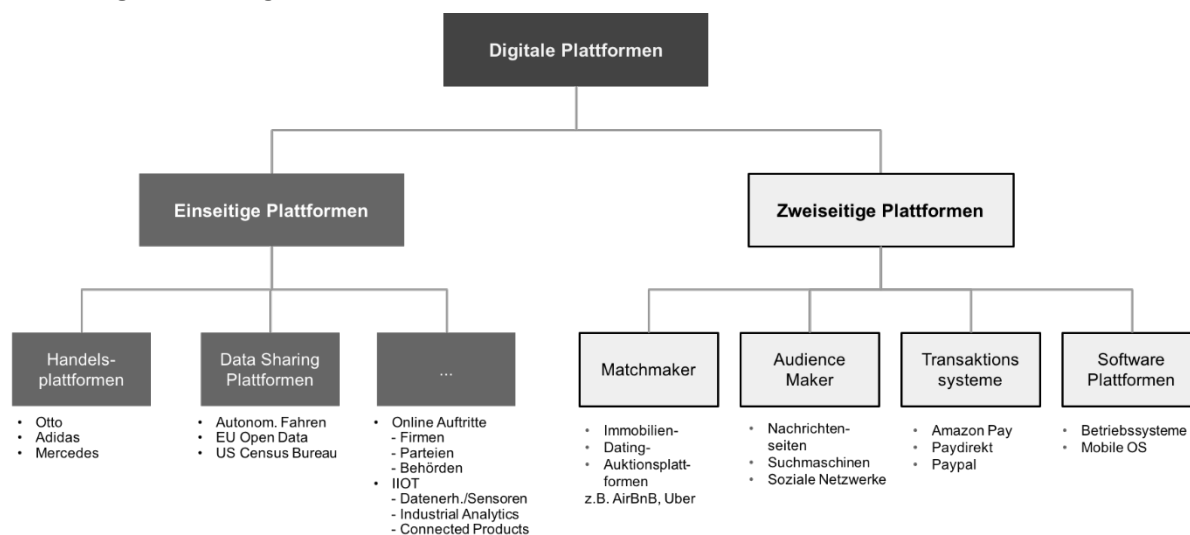 Digitale Plattformen
Einseitige Plattformen
Zweiseitige Plattformen
Handels-
plattformen
• Otto
• Adidas
• Mercedes
Data Sharing
Plattformen
• Autonom. Fahren
• EU Open Data
• US Census Bureau
...
• Online Auftritte
- Firmen
- Parteien
- Behörden
• IIOT
- Datenerh./Sensoren
- Industrial Analytics
- Connected Products
Matchmaker
• Immobilien-
• Dating-
• Auktionsplatt-
formen
z.B. AirBnB, Uber
Audience
Maker
• Nachrichten-
seiten
• Suchmaschinen
• Soziale Netzwerke
Transaktions
systeme
• Amazon Pay
• Paydirekt
• Paypal
Software
Plattformen
• Betriebssysteme
• Mobile OS